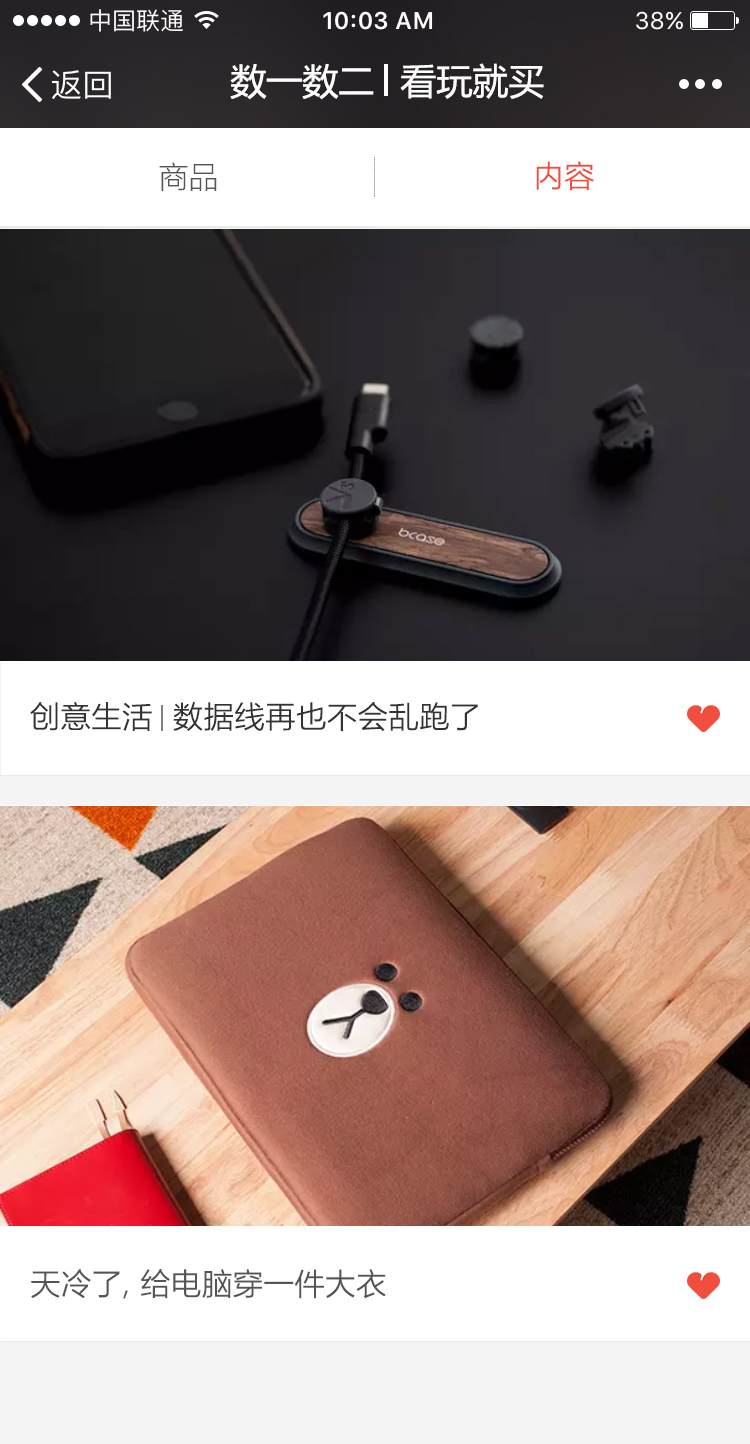 中国联通
10:03 AM
38%
返回
数一数二 | 看玩就买
商品
内容
bcase
创意生活 | 数据线再也不会乱跑了
天冷了, 给电脑穿一件大衣